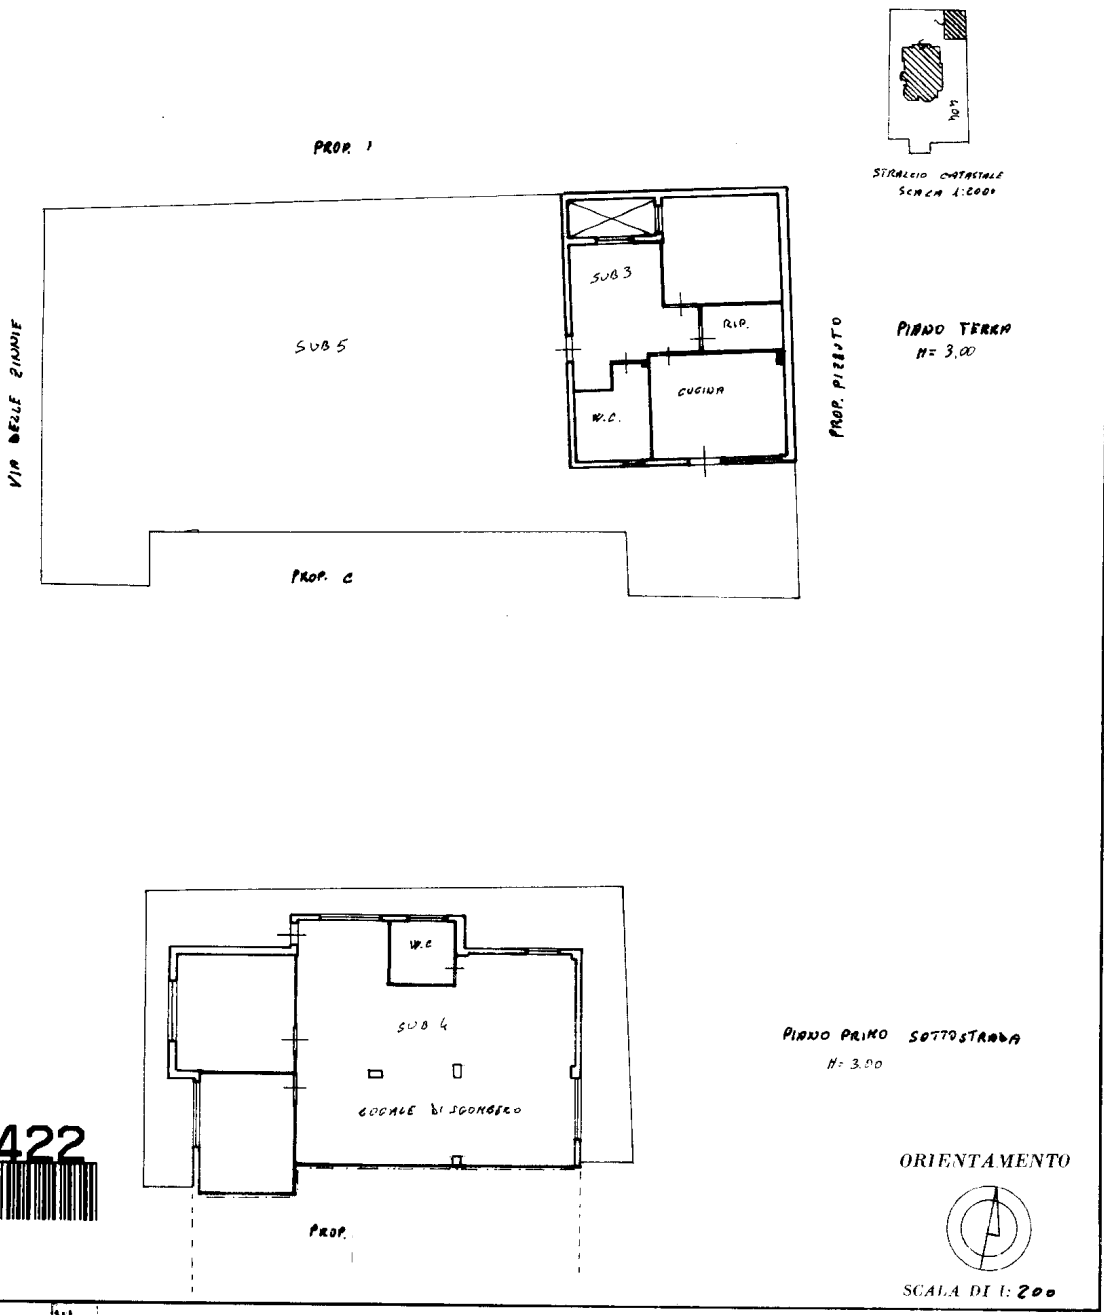 404
STRALCIO CATASTALE
SCALA 1:2000
PROP. 1
SUB 3
RIP.
SUB 5
CUCINA
W.C.
VIA DELLE ZINNIE
PROP. PIZZUTO
PIANO TERRA
H= 3,00
PROP. C
W.C
SUB 4
LOCALE DI SGOMBERO
PIANO PRIMO SOTTOSTRADA
H= 3.00
422
PROP.
ORIENTAMENTO
SCALA DI 1: 200